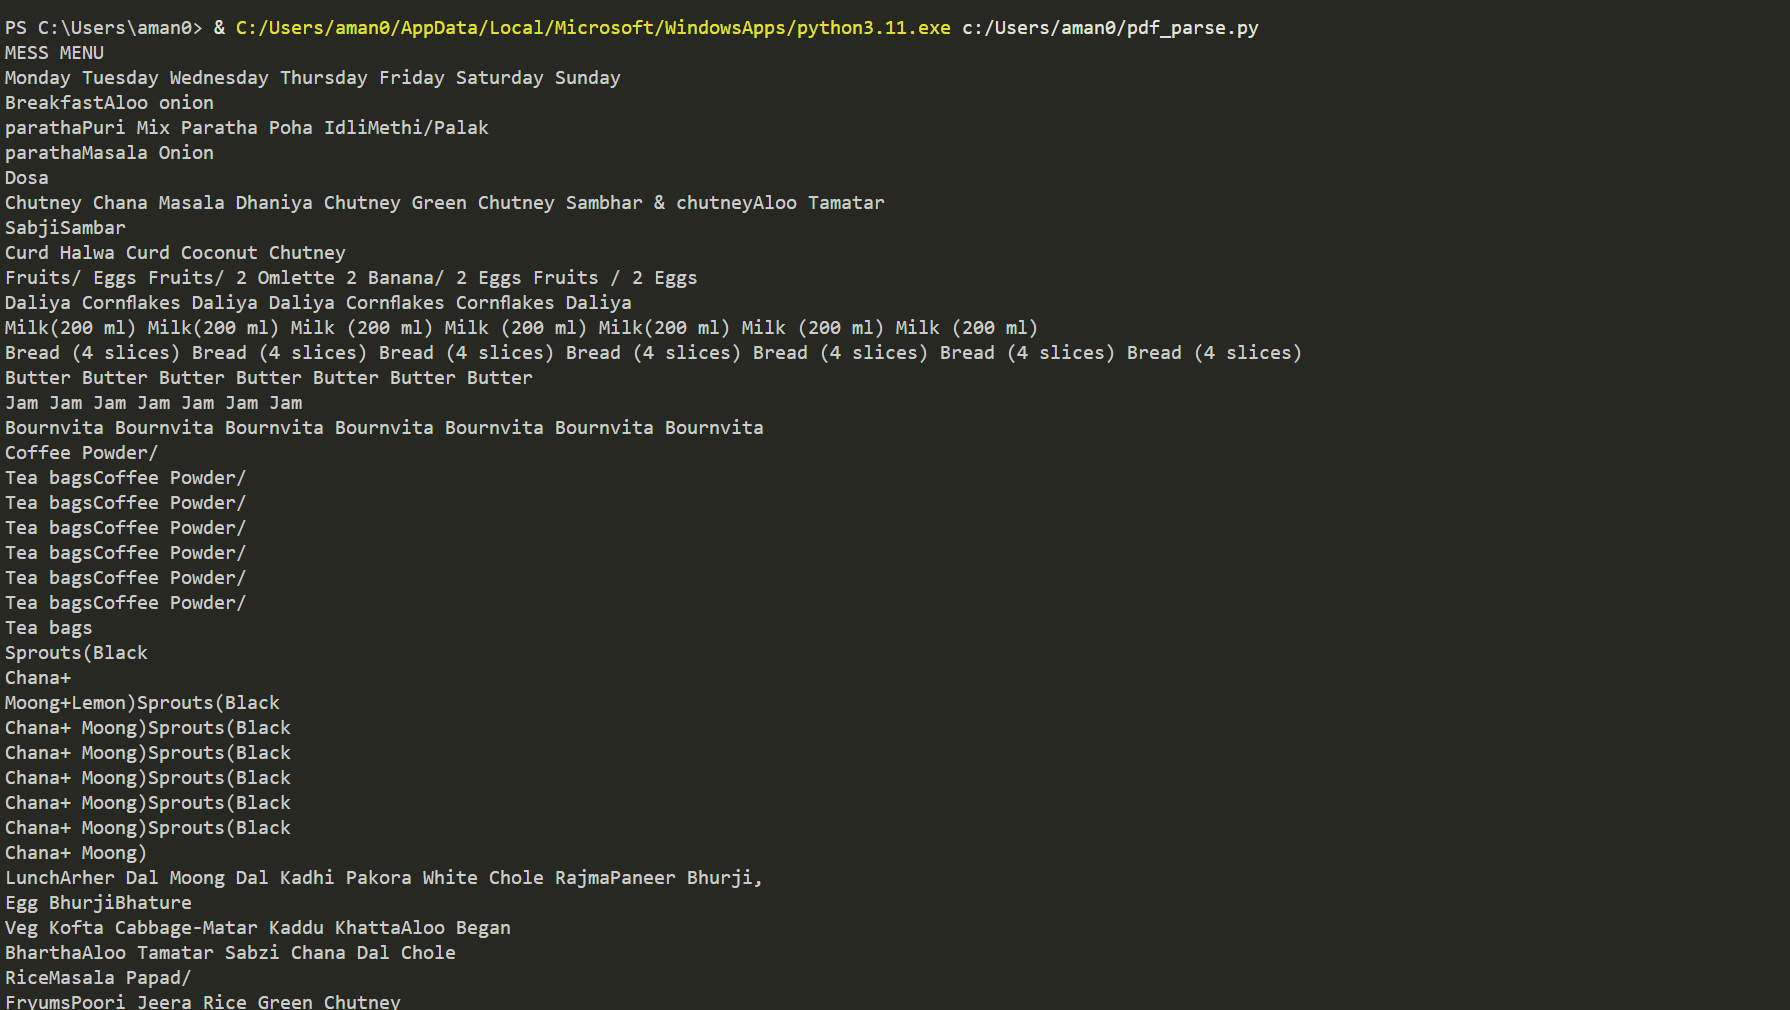 PS C:\Users\aman0> & C:/Users/aman0/AppData/Local/Microsoft/WindowsApps/python3.11.exe c:/Users/aman0/pdf_parse.py
MESS MENU
Monday Tuesday Wednesday Thursday Friday Saturday Sunday
BreakfastAloo onion
parathaPuri Mix Paratha Poha IdliMethi/Palak
parathaMasala Onion
Dosa
Chutney Chana Masala Dhaniya Chutney Green Chutney Sambhar & chutneyAloo Tamatar
SabjiSambar
Curd Halwa Curd Coconut Chutney
Fruits/ Eggs Fruits/ 2 Omlette 2 Banana/ 2 Eggs Fruits / 2 Eggs
Daliya Cornflakes Daliya Daliya Cornflakes Cornflakes Daliya
Milk(200 ml) Milk(200 ml) Milk (200 ml) Milk (200 ml) Milk(200 ml) Milk (200 ml) Milk (200 ml)
Bread (4 slices) Bread (4 slices) Bread (4 slices) Bread (4 slices) Bread (4 slices) Bread (4 slices) Bread (4 slices)
Butter Butter Butter Butter Butter Butter Butter
Jam Jam Jam Jam Jam Jam Jam
Bournvita Bournvita Bournvita Bournvita Bournvita Bournvita Bournvita
Coffee Powder/
Tea bagsCoffee Powder/
Tea bagsCoffee Powder/
Tea bagsCoffee Powder/
Tea bagsCoffee Powder/
Tea bagsCoffee Powder/
Tea bagsCoffee Powder/
Tea bags
Sprouts(Black
Chana+
Moong+Lemon)Sprouts(Black
Chana+ Moong)Sprouts(Black
Chana+ Moong)Sprouts(Black
Chana+ Moong)Sprouts(Black
Chana+ Moong)Sprouts(Black
Chana+ Moong)Sprouts(Black
Chana+ Moong)
LunchArher Dal Moong Dal Kadhi Pakora White Chole RajmaPaneer Bhurji,
Egg BhurjiBhature
Veg Kofta Cabbage-Matar Kaddu KhattaAloo Began
BharthaAloo Tamatar Sabzi Chana Dal Chole
RiceMasala Papad/
FryumsPoori Jeera Rice Green Chutney